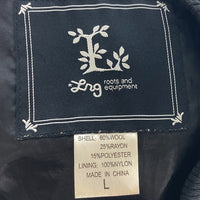 Lrg roots and
equipment
SHELL: 60%WOOL
25%RAYON
15%POLYESTER
LINING: 100%NYLON
MADE IN CHINA
L